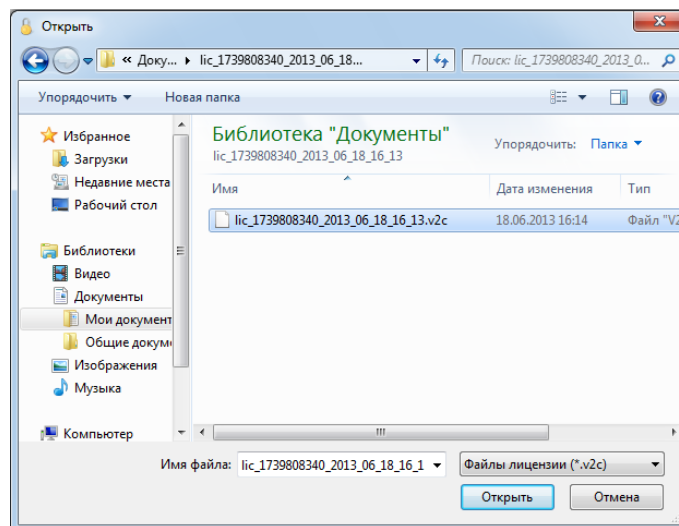 Открыть
« Доку... ▸ lic_1739808340_2013_06_18...
Поиск: lic_1739808340_2013_0...
Упорядочить
Новая папка
Избранное
Загрузки
Недавние места
Рабочий стол
Библиотеки
Видео
Документы
Мои документ
Общие докум
Изображения
Музыка
Компьютер
Библиотека "Документы"
lic_1739808340_2013_06_18_16_13
Упорядочить: Папка
Имя Дата изменения Тип
lic_1739808340_2013_06_18_16_13.v2c 18.06.2013 16:14 Файл "V2
Имя файла: lic_1739808340_2013_06_18_16_1 Файлы лицензии (*.v2c)
Открыть Отмена